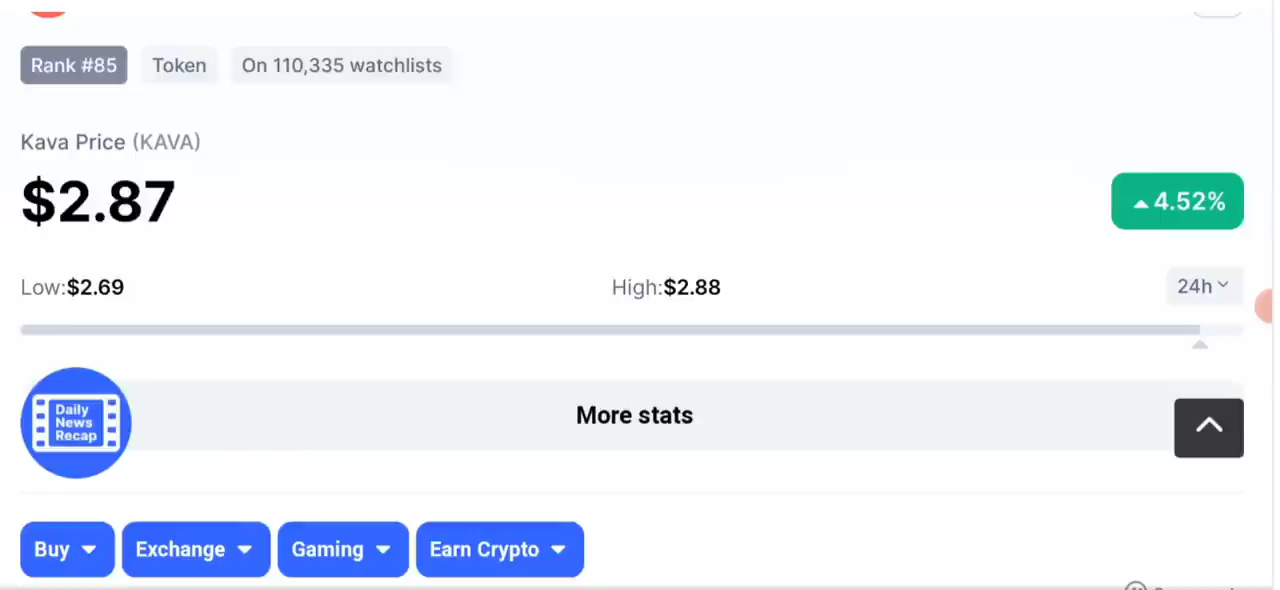 Rank #85 Token On 110,335 watchlists
Kava Price (KAVA)
$2.87 4.52%
Low:$2.69 High:$2.88 24h
Daily
News
Recap
More stats
Buy Exchange Gaming Earn Crypto